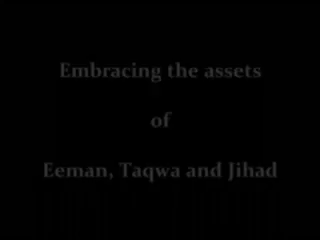 Embracing the assets
of
Eeman, Taqwa and Jihad